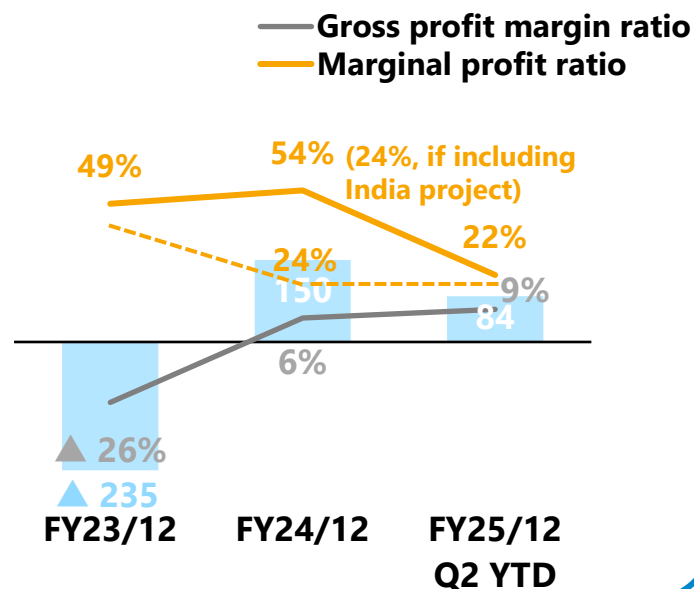 Gross profit margin ratio
Marginal profit ratio
49%
54%
(24%, if including
India project)
22%
24%
150
9%
84
6%
▲ 26%
▲ 235
FY23/12
FY24/12
FY25/12
Q2 YTD